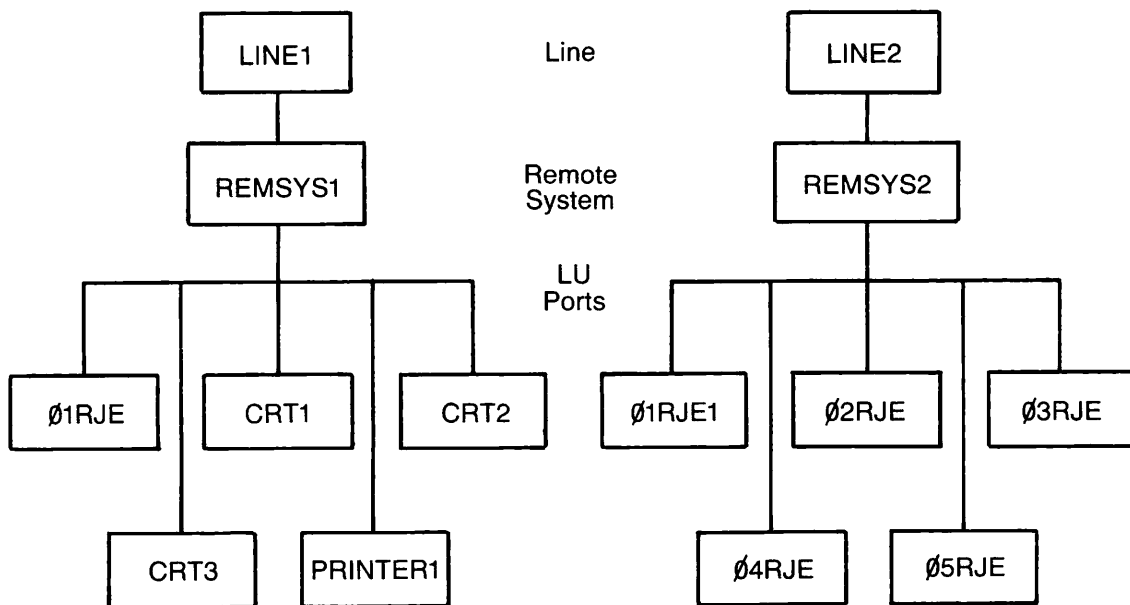 LINE1 Line LINE2
REMSYS1 Remote System REMSYS2
LU Ports
Ø1RJE CRT1 CRT2 Ø1RJE1 Ø2RJE Ø3RJE
CRT3 PRINTER1 Ø4RJE Ø5RJE